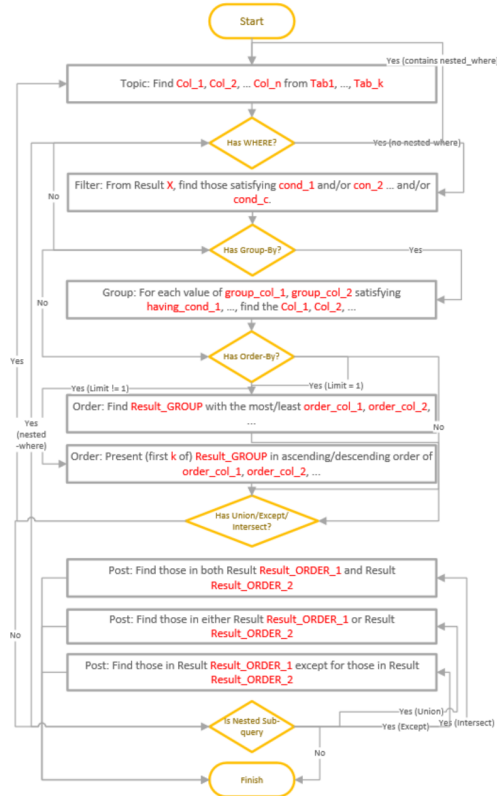 Start
Yes (contains nested_where)
Topic: Find Col_1, Col_2, ... Col_n from Tab1, ..., Tab_k
Has WHERE?
Yes (no nested-where)
Filter: From Result X, find those satisfying cond_1 and/or con_2 ... and/or
cond_c.
No
Has Group-By?
Yes
Group: For each value of group_col_1, group_col_2 satisfying
having_cond_1, ..., find the Col_1, Col_2, ...
No
Has Order-By?
Yes
Yes (Limit != 1)
Yes (Limit = 1)
Order: Find Result_GROUP with the most/least order_col_1, order_col_2,
...
No
Yes
(nested
-where)
Order: Present (first k of) Result_GROUP in ascending/descending order of
order_col_1, order_col_2, ...
Has Union/Except/
Intersect?
Post: Find those in both Result Result_ORDER_1 and Result
Result_ORDER_2
Post: Find those in either Result Result_ORDER_1 or Result
Result_ORDER_2
No
Post: Find those in Result Result_ORDER_1 except for those in Result
Result_ORDER_2
Is Nested Sub-
query
Yes (Union)
Yes (Except)
Yes (Intersect)
No
Finish